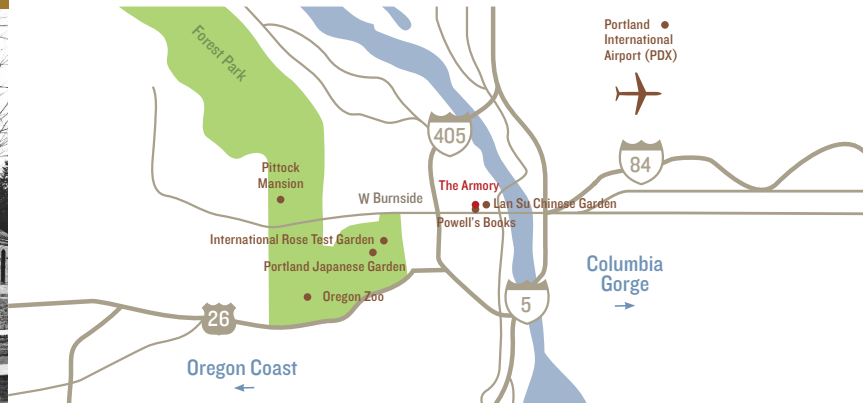 Portland
International
Airport (PDX)
Forest Park
405
84
Pittock
Mansion
The Armory
W Burnside
Lan Su Chinese Garden
Powell's Books
International Rose Test Garden
Portland Japanese Garden
Columbia
Gorge
Oregon Zoo
5
26
Oregon Coast